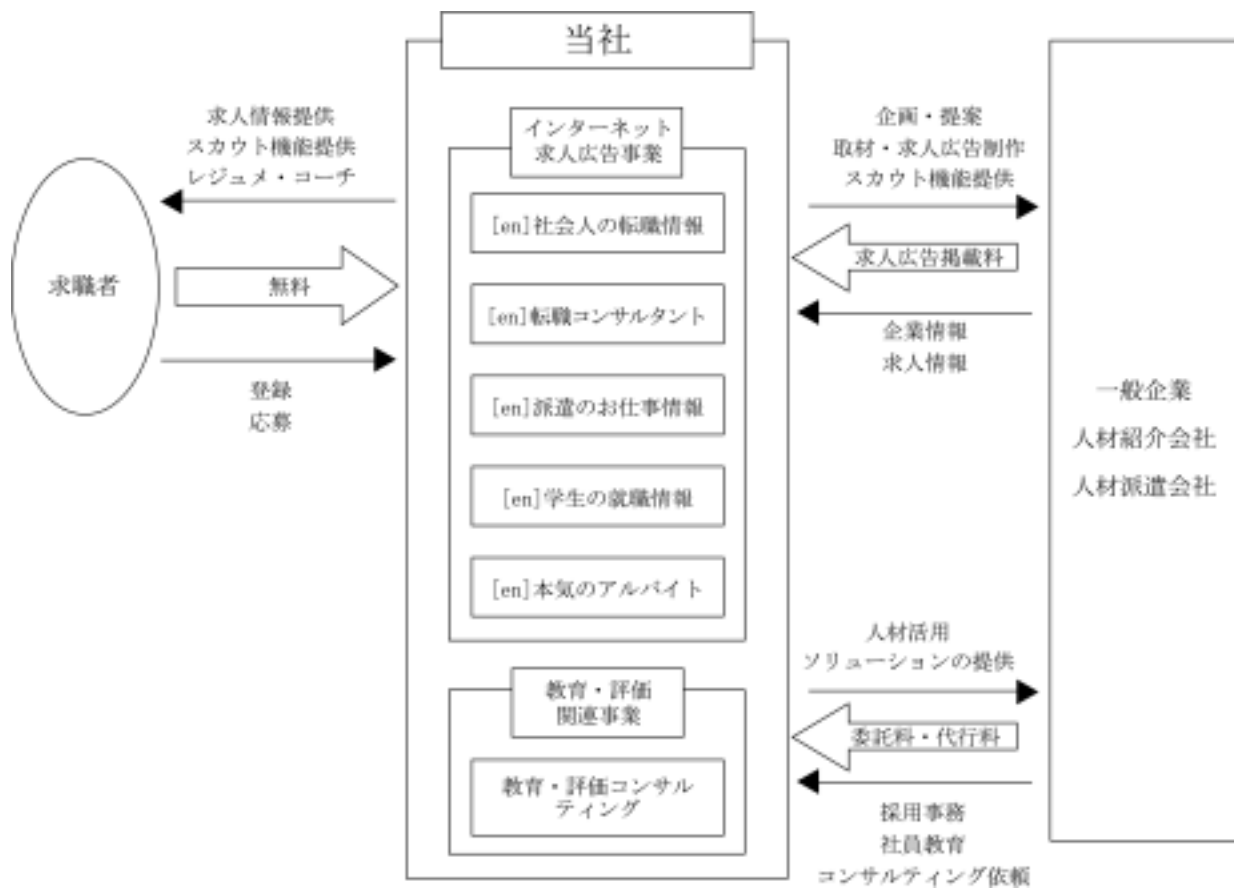 当社
求人情報提供
スカウト機能提供
レジュメ・コーチ
求職者
無料
登録
応募
インターネット
求人広告事業
[en]社会人の転職情報
[en]転職コンサルタント
[en]派遣のお仕事情報
[en]学生の就職情報
[en]本気のアルバイト
教育・評価
関連事業
教育・評価コンサル
ティング
企画・提案
取材・求人広告制作
スカウト機能提供
求人広告掲載料
企業情報
求人情報
人材活用
ソリューションの提供
委託料・代行料
採用事務
社員教育
コンサルティング依頼
一般企業
人材紹介会社
人材派遣会社